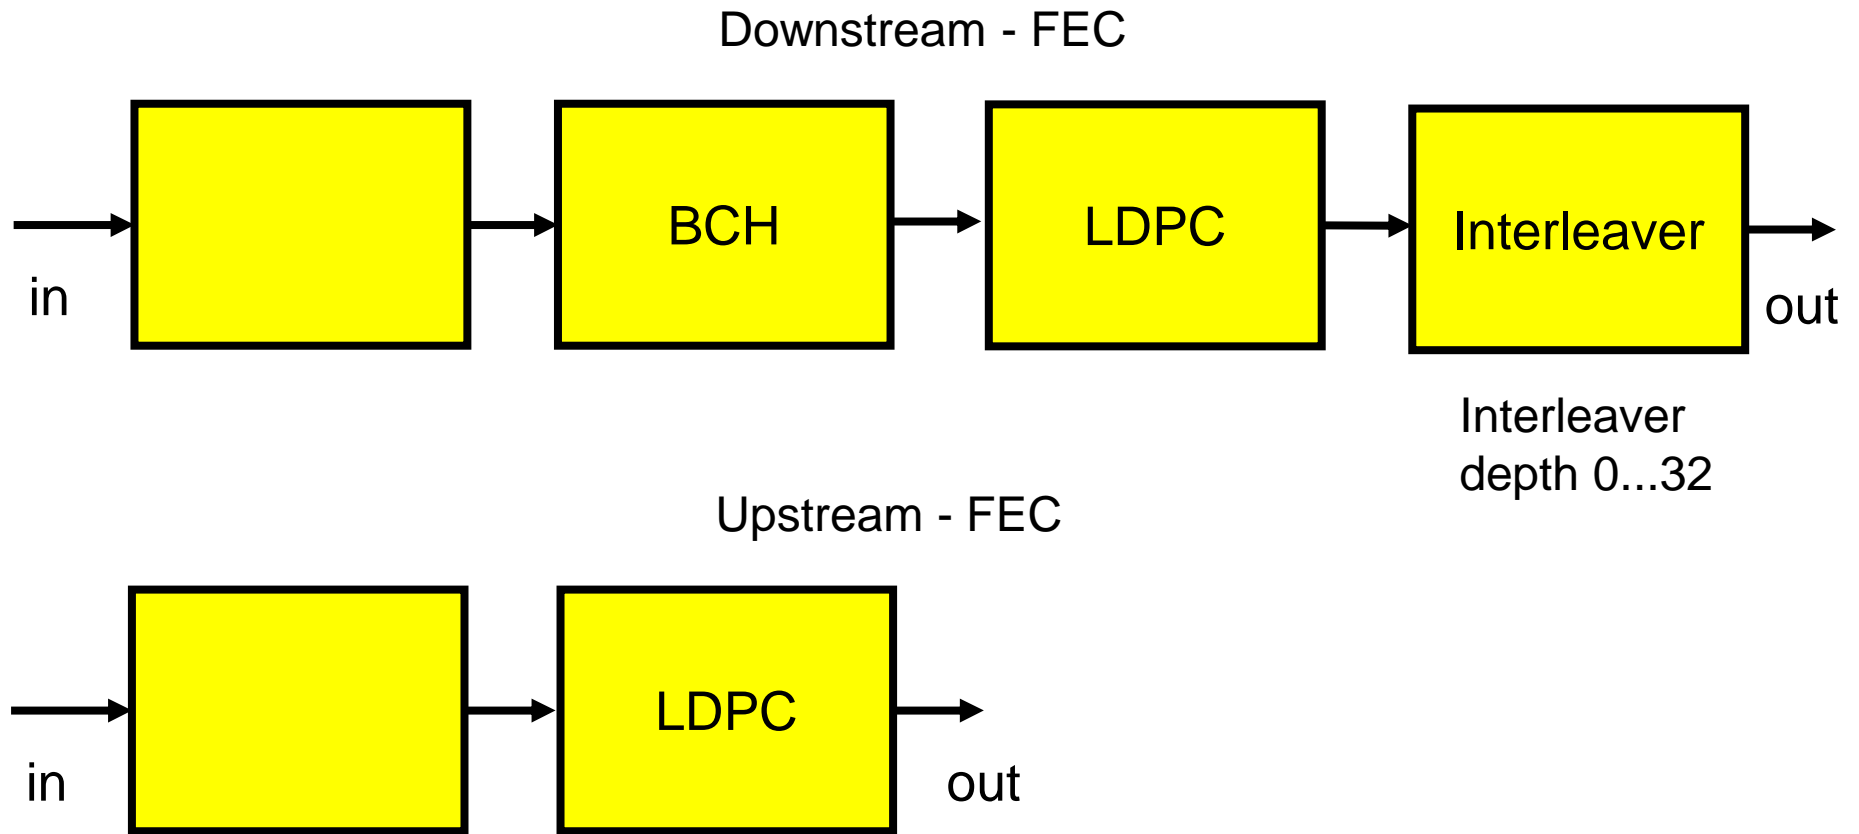 Downstream - FEC
BCH
LDPC
Interleaver
in
out
Interleaver
depth 0...32
Upstream - FEC
LDPC
in
out